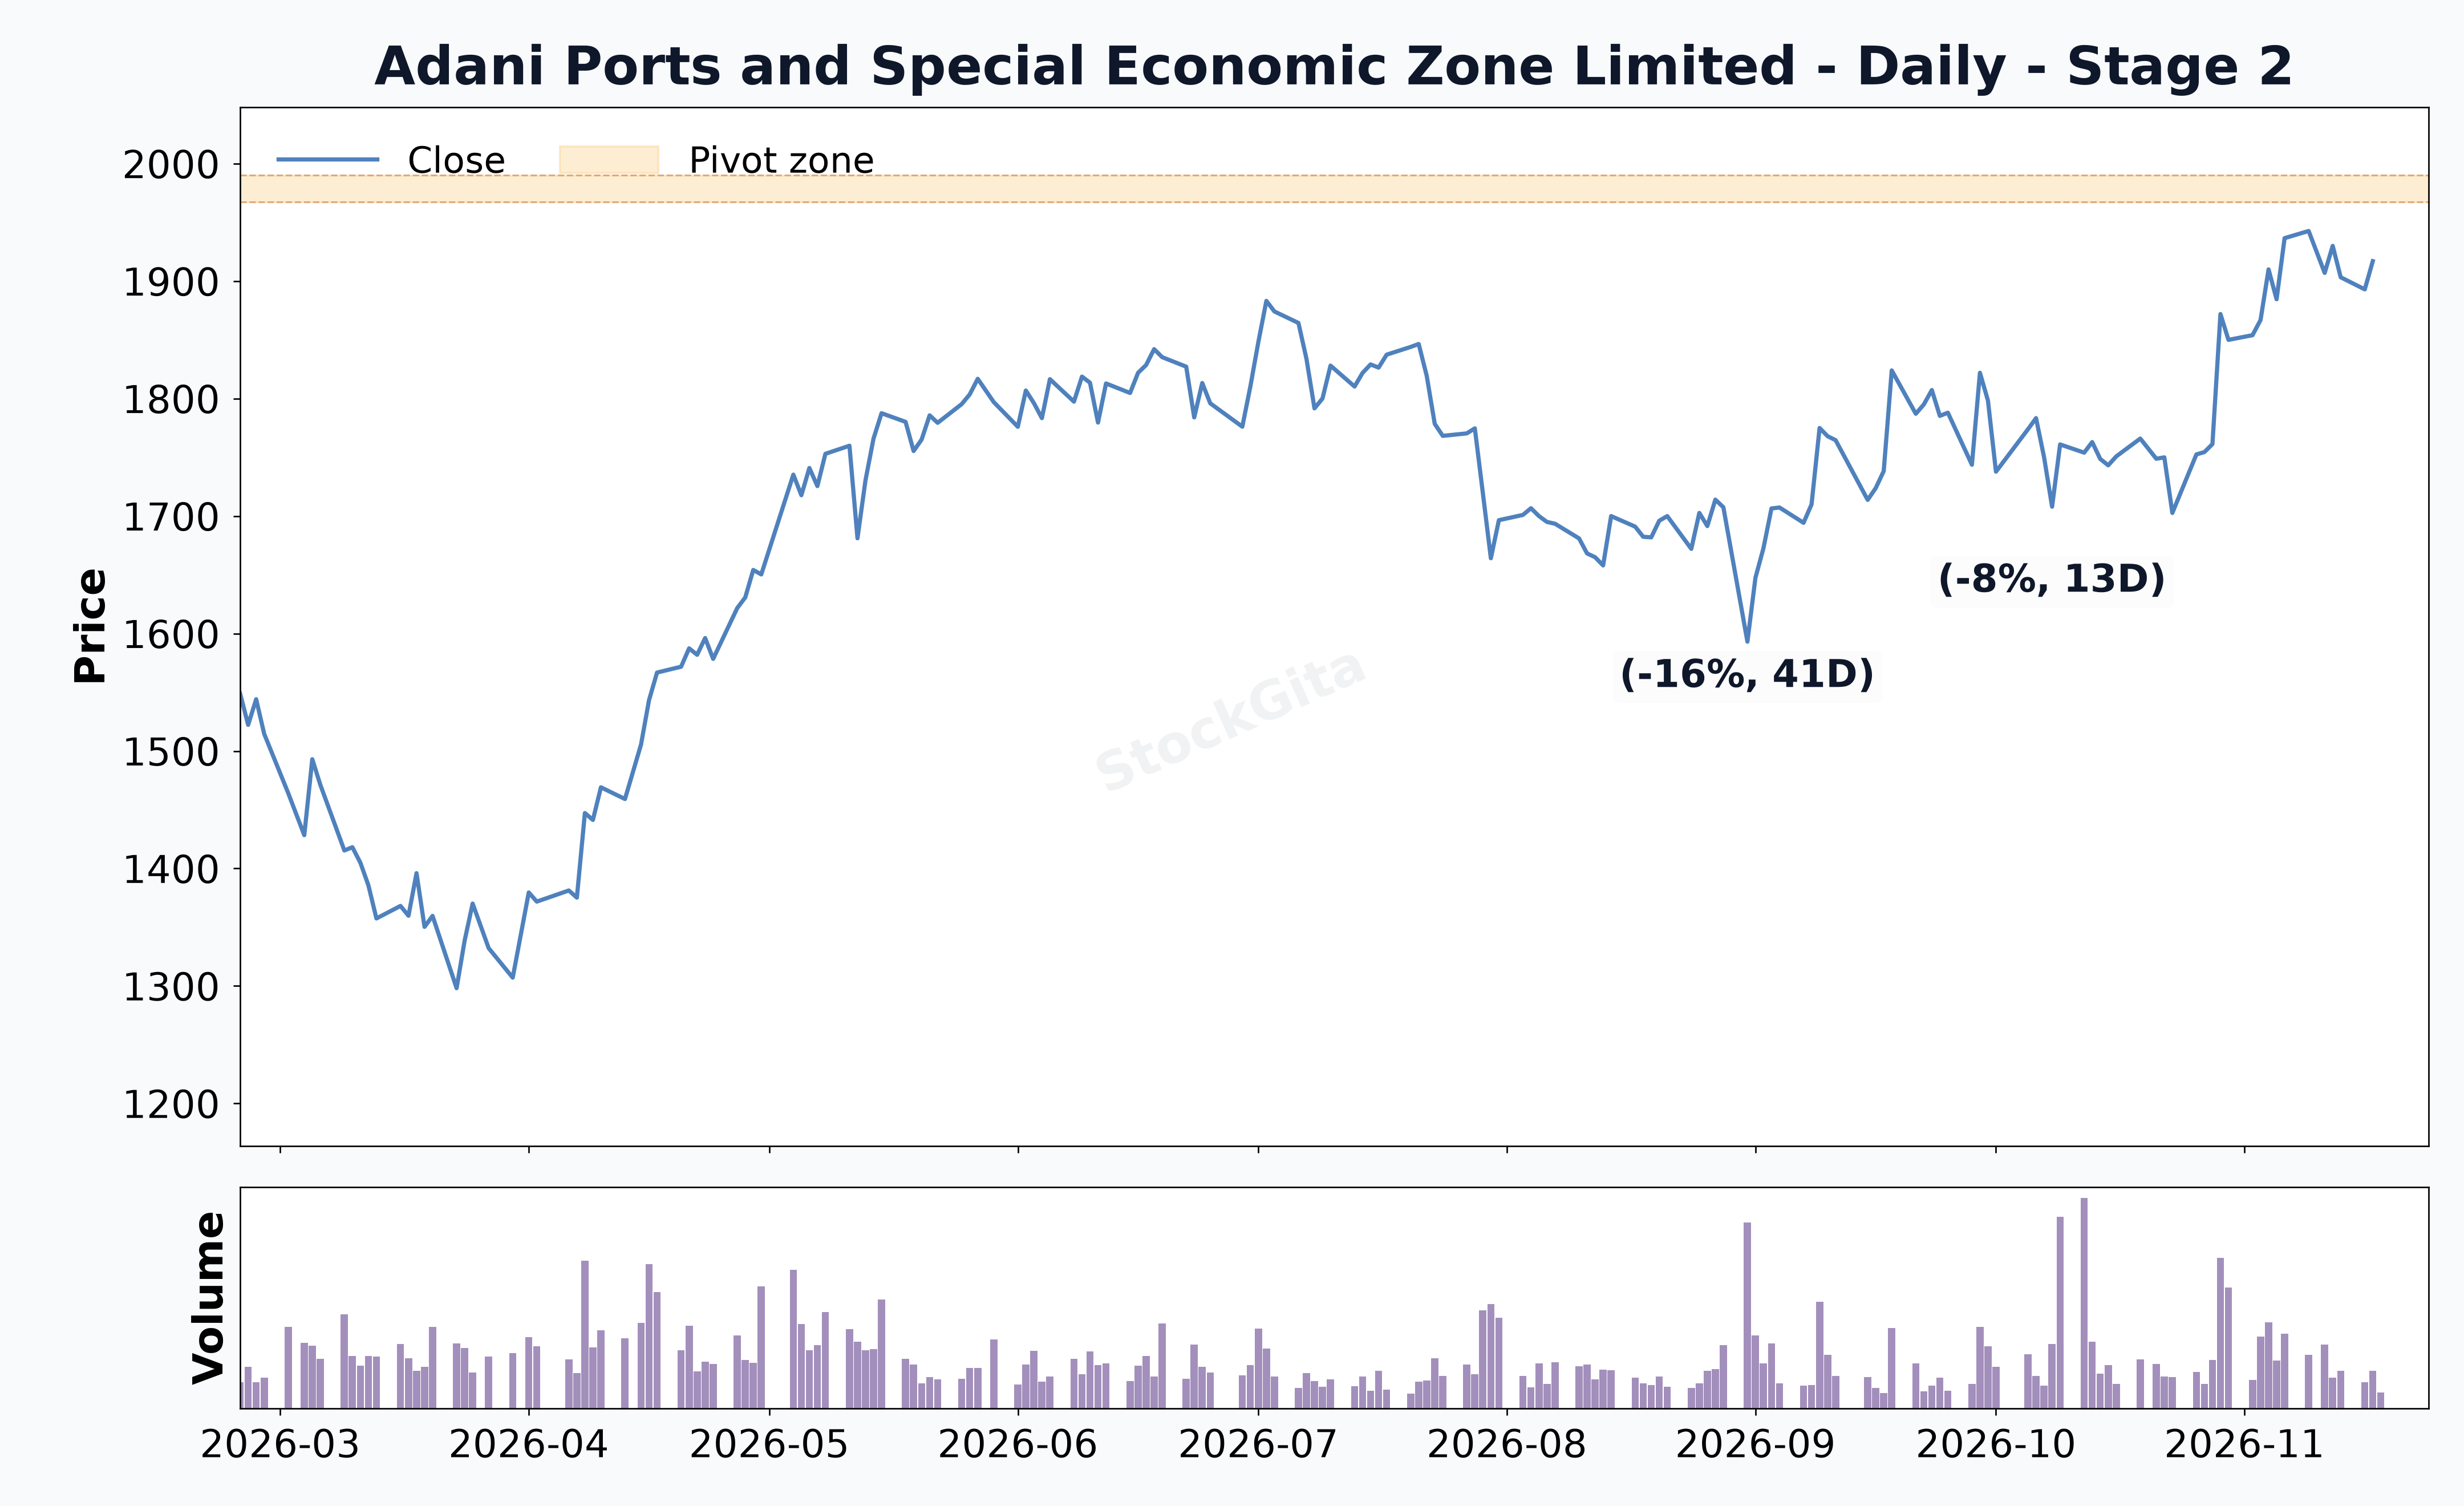 Adani Ports and Special Economic Zone Limited - Daily - Stage 2
Close
Pivot zone
2000
1900
1800
1700
1600
1500
1400
1300
1200
Price
(-8%, 13D)
(-16%, 41D)
StockGita
Volume
2026-03
2026-04
2026-05
2026-06
2026-07
2026-08
2026-09
2026-10
2026-11